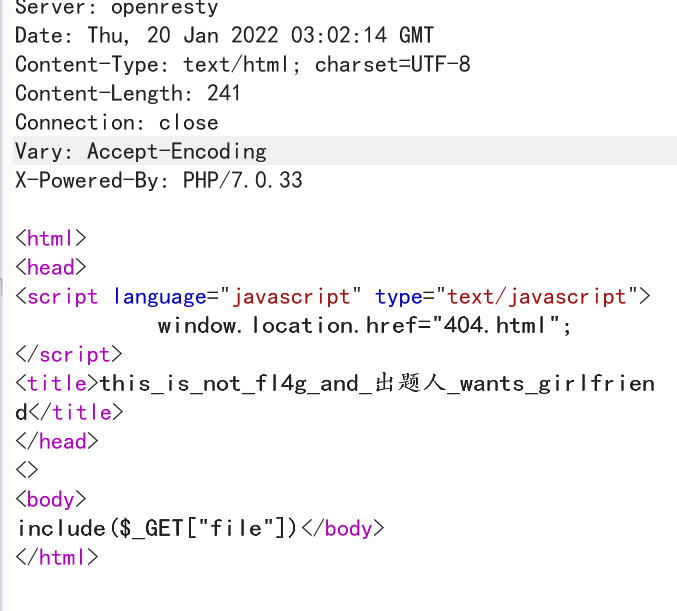 Server: openresty
Date: Thu, 20 Jan 2022 03:02:14 GMT
Content-Type: text/html; charset=UTF-8
Content-Length: 241
Connection: close
Vary: Accept-Encoding
X-Powered-By: PHP/7.0.33

<html>
<head>
<script language="javascript" type="text/javascript">
window.location.href="404.html";
</script>
<title>this_is_not_fl4g_and_出题人_wants_girlfrien
d</title>
</head>
<>
<body>
include($_GET["file"])</body>
</html>